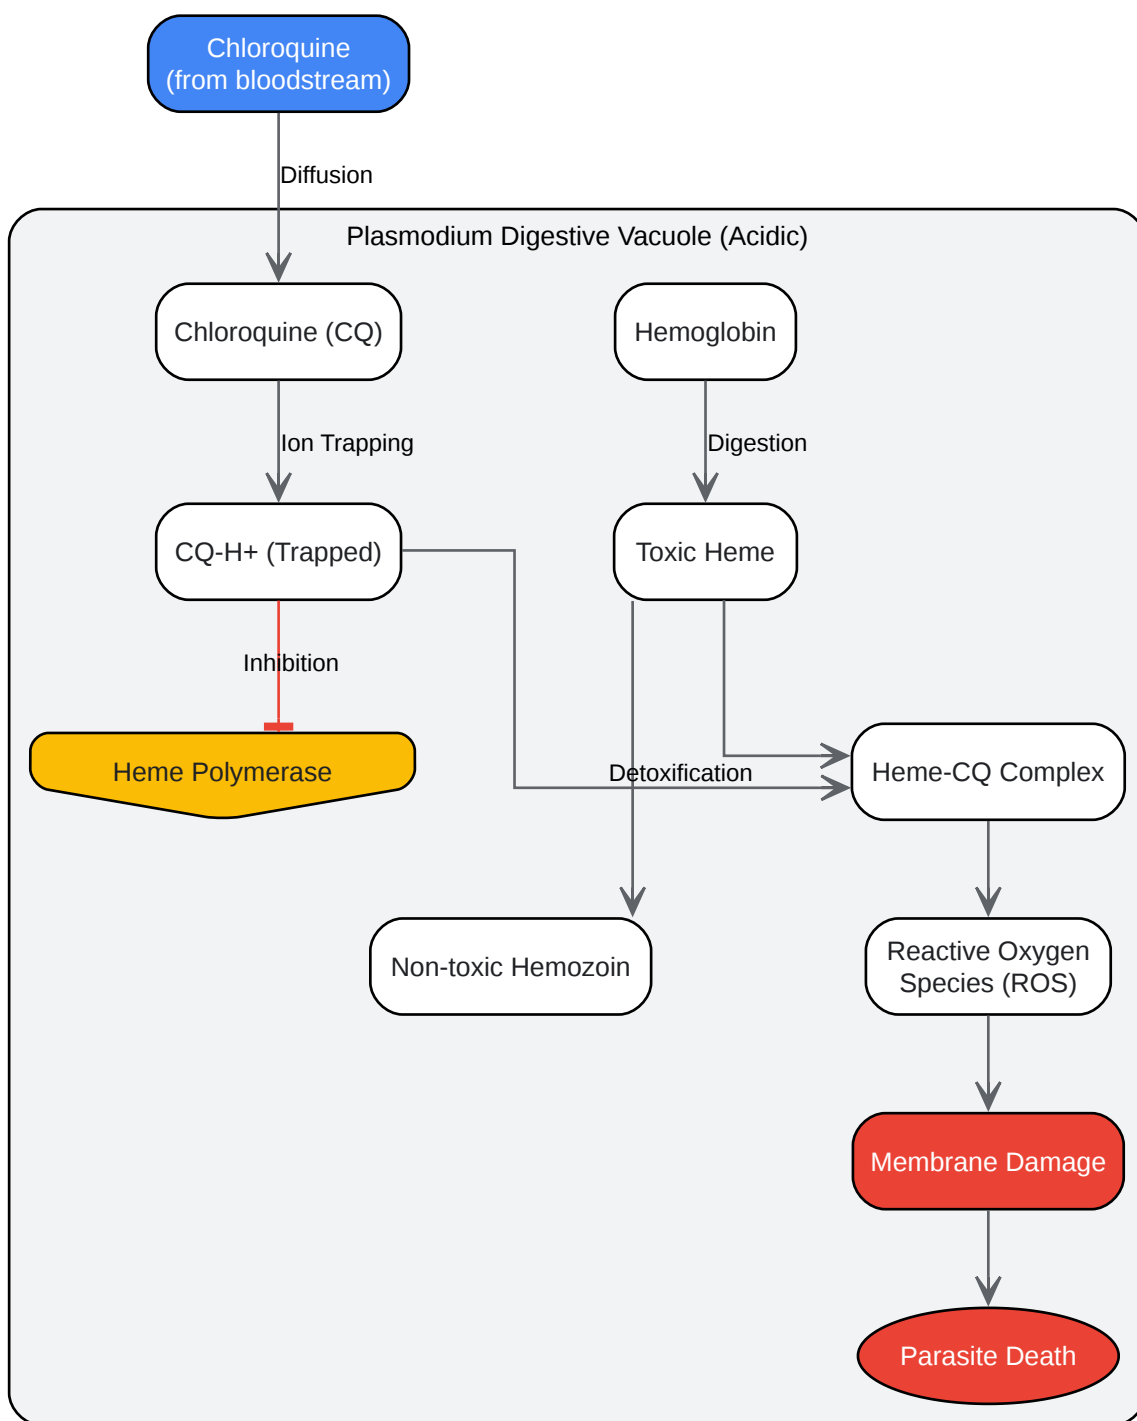 Chloroquine
(from bloodstream)
Diffusion
Plasmodium Digestive Vacuole (Acidic)
Chloroquine (CQ)
Hemoglobin
Ion Trapping
Digestion
CQ-H+ (Trapped)
Toxic Heme
Inhibition
Heme Polymerase
Detoxification
Heme-CQ Complex
Non-toxic Hemozoin
Reactive Oxygen
Species (ROS)
Membrane Damage
Parasite Death